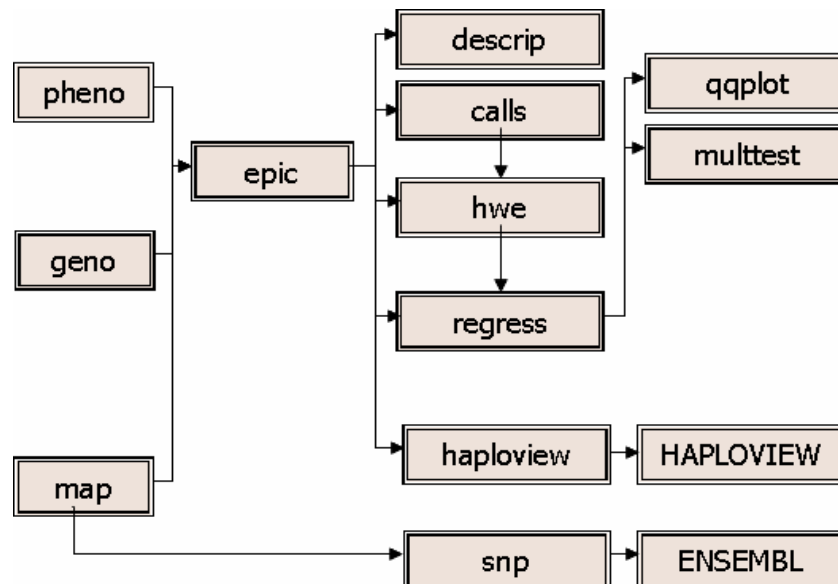 pheno
geno
map
epic
descrip
calls
hwe
regress
haploview
snp
qqplot
multtest
HAPLOVIEW
ENSEMBL